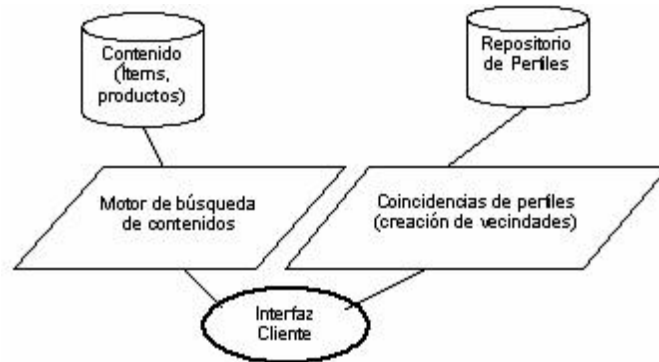 Contenido
(Ítems,
productos)
Repositorio
de Perfiles
Motor de búsqueda
de contenidos
Coincidencias de perfiles
(creación de vecindades)
Interfaz
Cliente